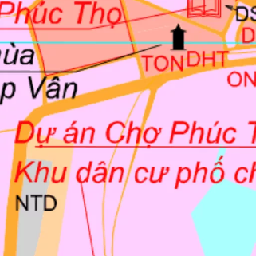 Phúc Thọ
DS
D
TON DHT
ùa
p Vân
ON
Dự án Chợ Phúc T
Khu dân cư phố ch
NTD